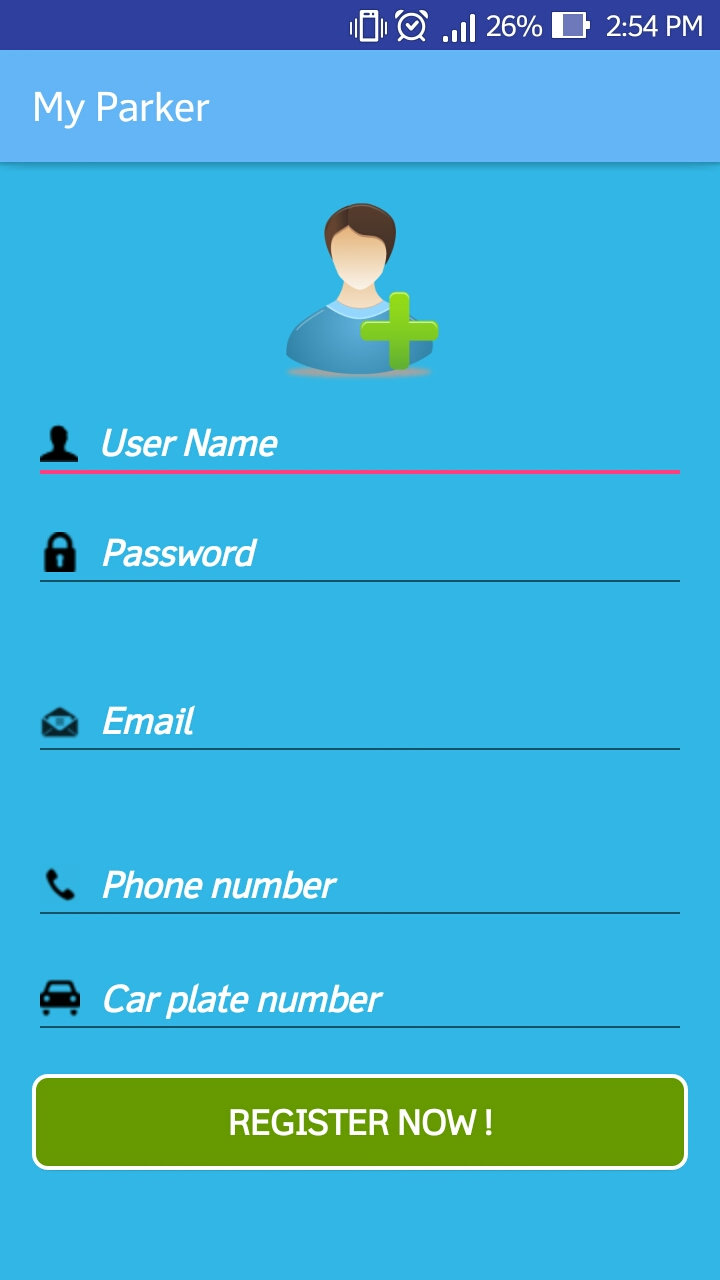 26% 2:54 PM
My Parker
User Name
Password
Email
Phone number
Car plate number
REGISTER NOW !